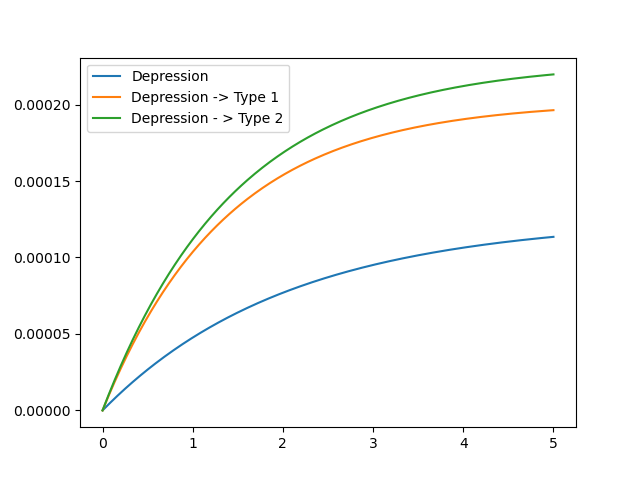 Depression
Depression -> Type 1
Depression - > Type 2
0.00020
0.00015
0.00010
0.00005
0.00000
0 1 2 3 4 5